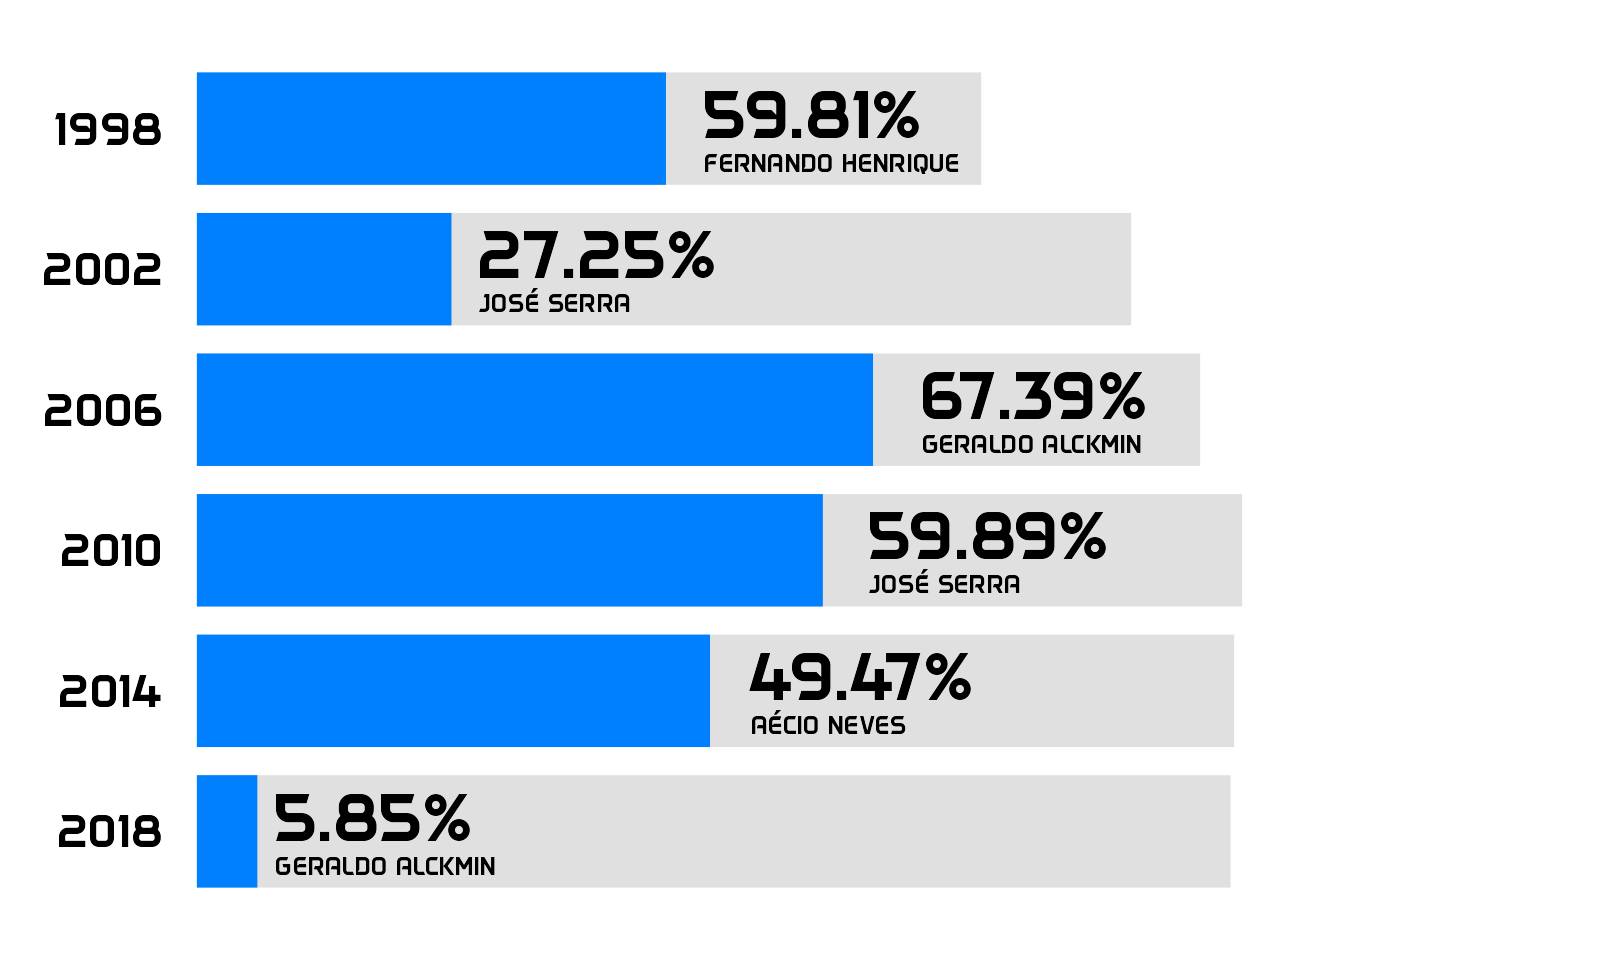 1998
59.81%
FERNANDO HENRIQUE
2002
27.25%
JOSÉ SERRA
2006
67.39%
GERALDO ALCKMIN
2010
59.89%
JOSÉ SERRA
2014
49.47%
AÉCIO NEVES
2018
5.85%
GERALDO ALCKMIN